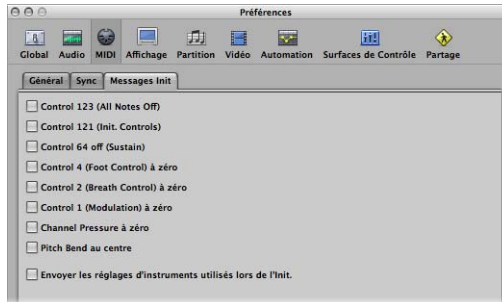 Préférences
Global Audio MIDI Affichage Partition Vidéo Automation Surfaces de Contrôle Partage
Général Sync Messages Init
Control 123 (All Notes Off)
Control 121 (Init. Controls)
Control 64 off (Sustain)
Control 4 (Foot Control) à zéro
Control 2 (Breath Control) à zéro
Control 1 (Modulation) à zéro
Channel Pressure à zéro
Pitch Bend au centre
Envoyer les réglages d'instruments utilisés lors de l'Init.